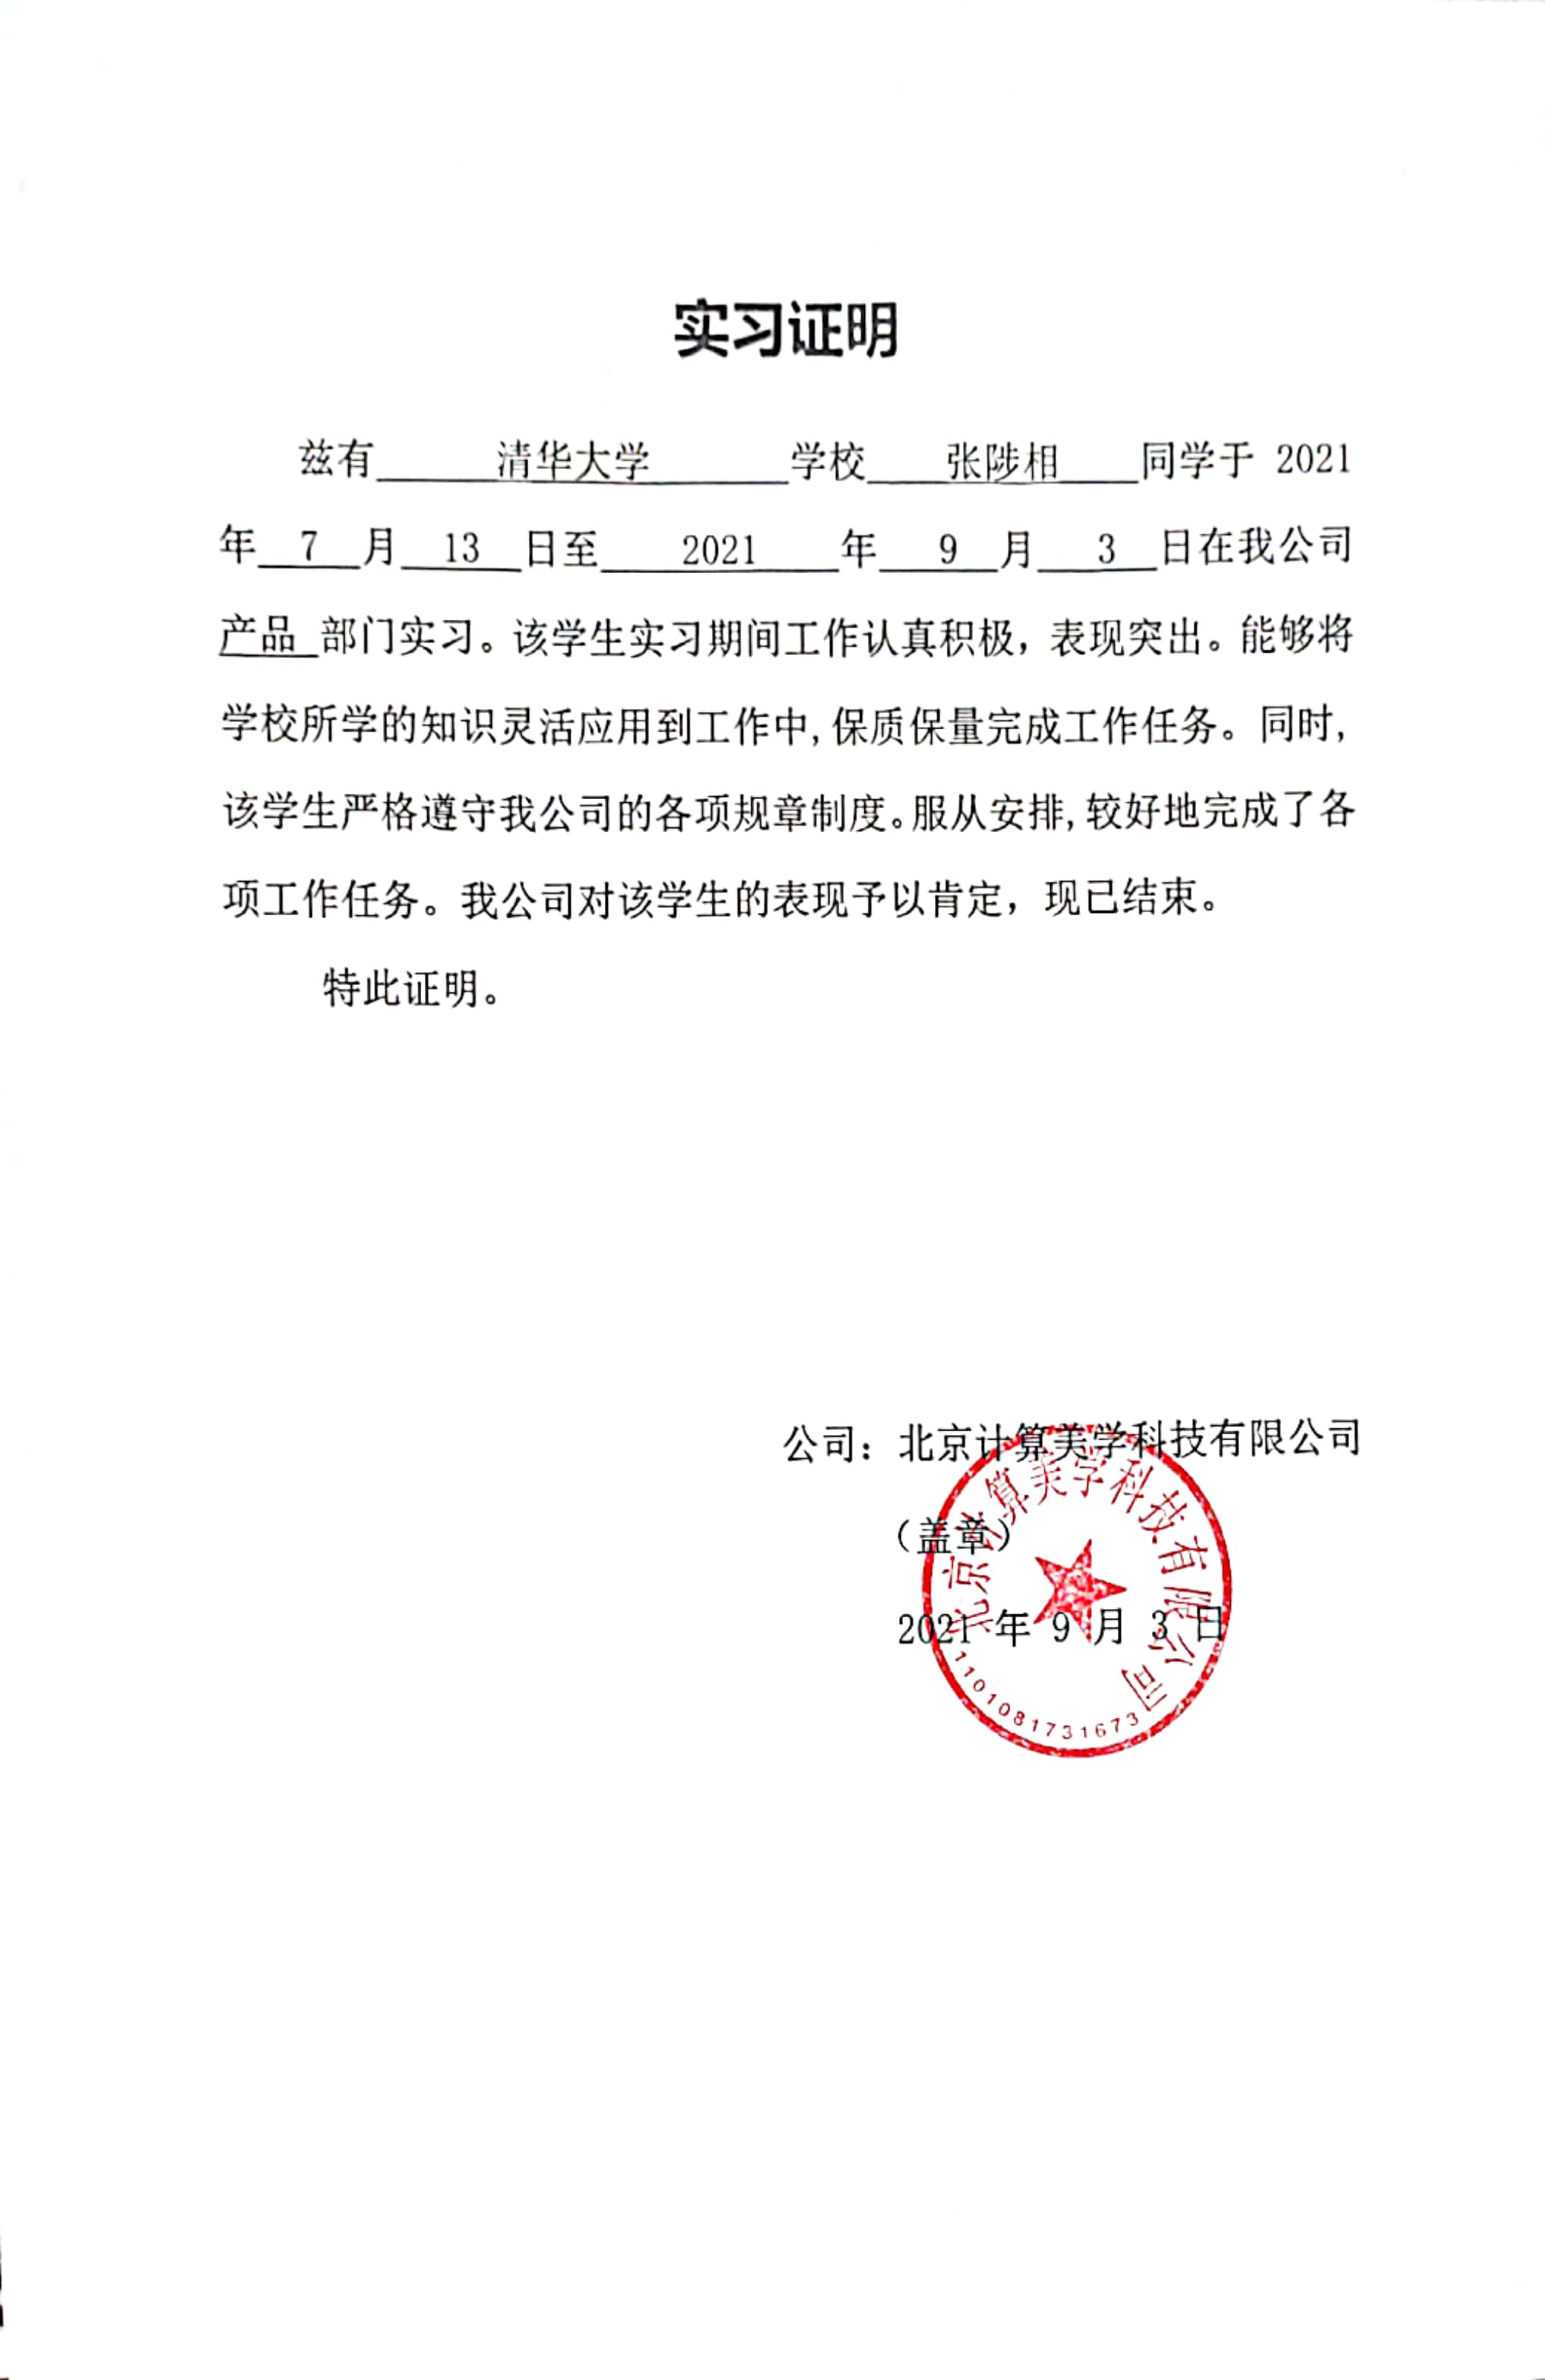 实习证明
兹有 清华大学 学校 张陟相 同学于 2021
年 7 月 13 日至 2021 年 9 月 3 日在我公司
产品 部门实习。该学生实习期间工作认真积极，表现突出。能够将
学校所学的知识灵活应用到工作中,保质保量完成工作任务。同时,
该学生严格遵守我公司的各项规章制度。服从安排,较好地完成了各
项工作任务。我公司对该学生的表现予以肯定，现已结束。
特此证明。
公司：北京计算美学科技有限公司
（盖章）
2021 年 9 月 3 日
北京计算美学科技有限公司
1101081731673